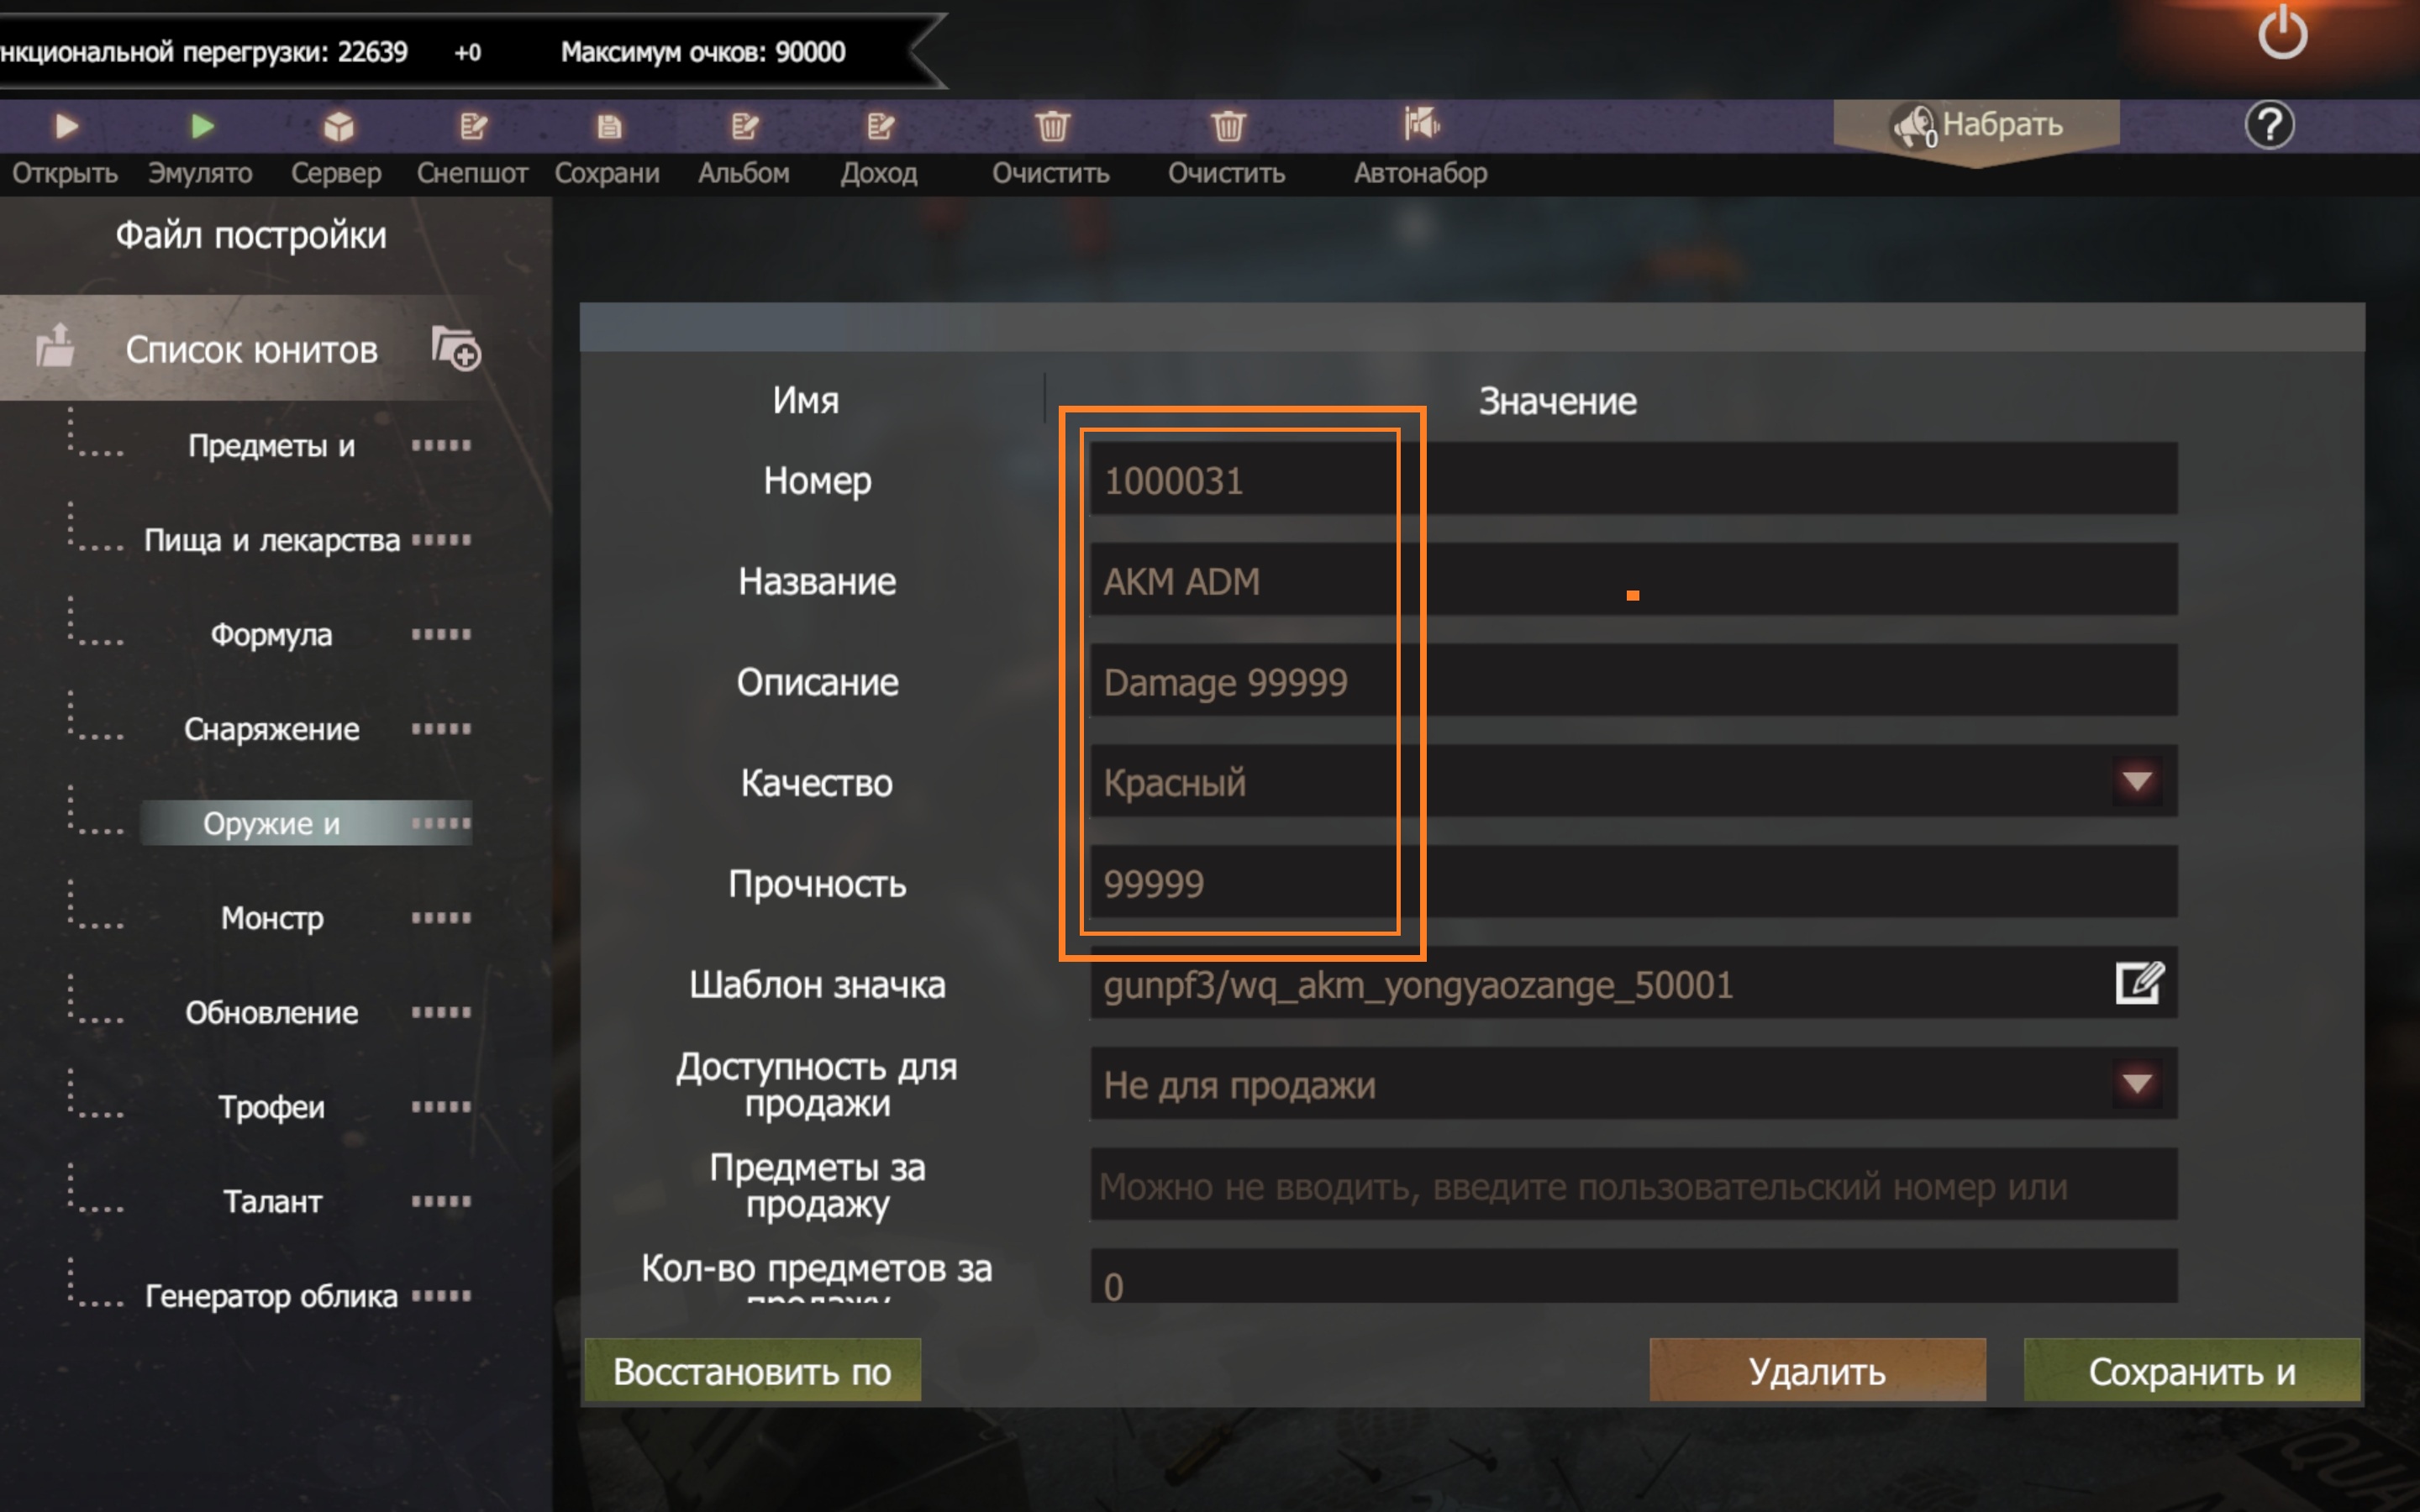 нкциональной перегрузки: 22639 +0 Максимум очков: 90000
Открыть Эмулято Сервер Снепшот Сохрани Альбом Доход Очистить Очистить Автонабор 0 Набрать ?
Файл постройки
Список юнитов
Предметы и
Пища и лекарства
Формула
Снаряжение
Оружие и
Монстр
Обновление
Трофеи
Талант
Генератор облика
Имя Значение
Номер 1000031
Название AKM ADM
Описание Damage 99999
Качество Красный
Прочность 99999
Шаблон значка gunpf3/wq_akm_yongyaozange_50001
Доступность для
продажи
Не для продажи
Предметы за
продажу
Можно не вводить, введите пользовательский номер или
Кол-во предметов за
продажу
0
Восстановить по Удалить Сохранить и